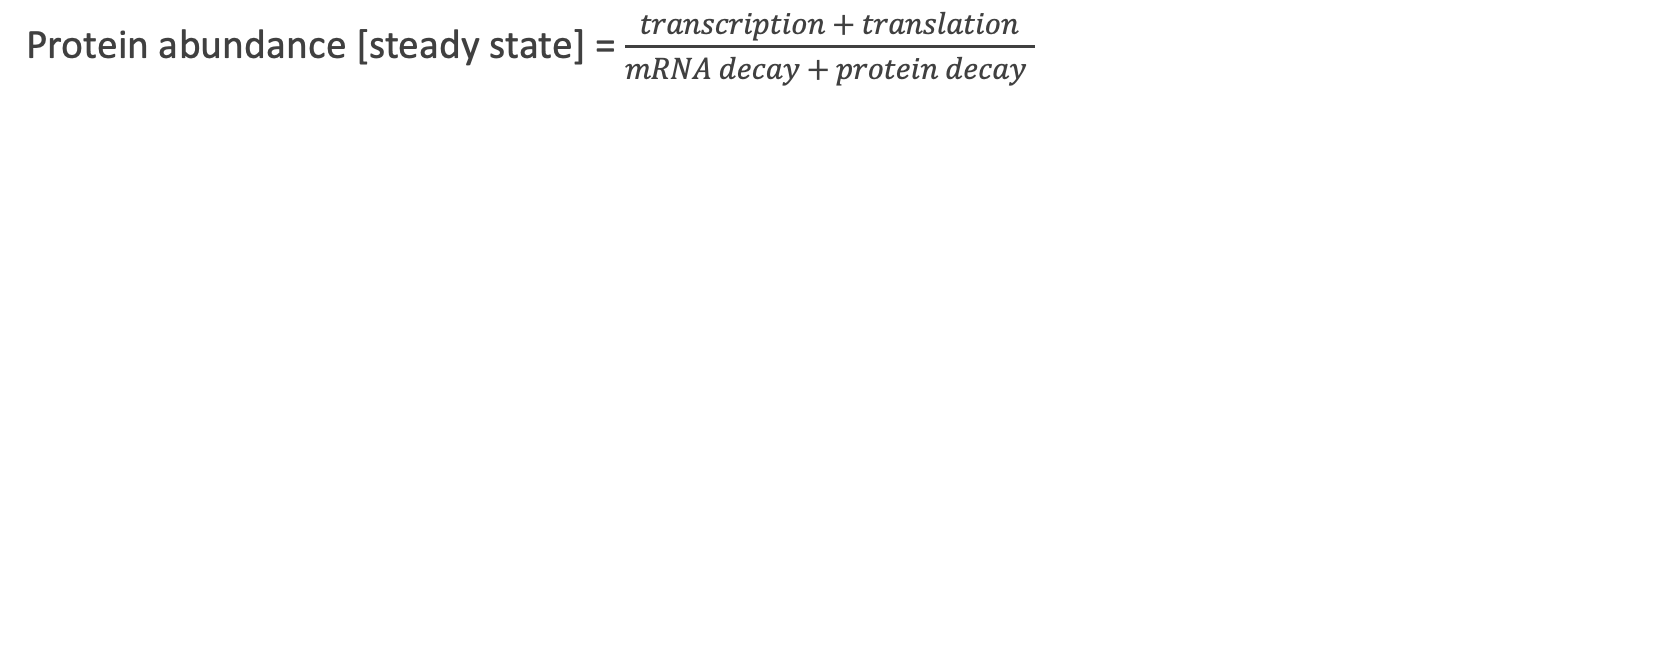 Protein abundance [steady state] = transcription + translation
mRNA decay + protein decay